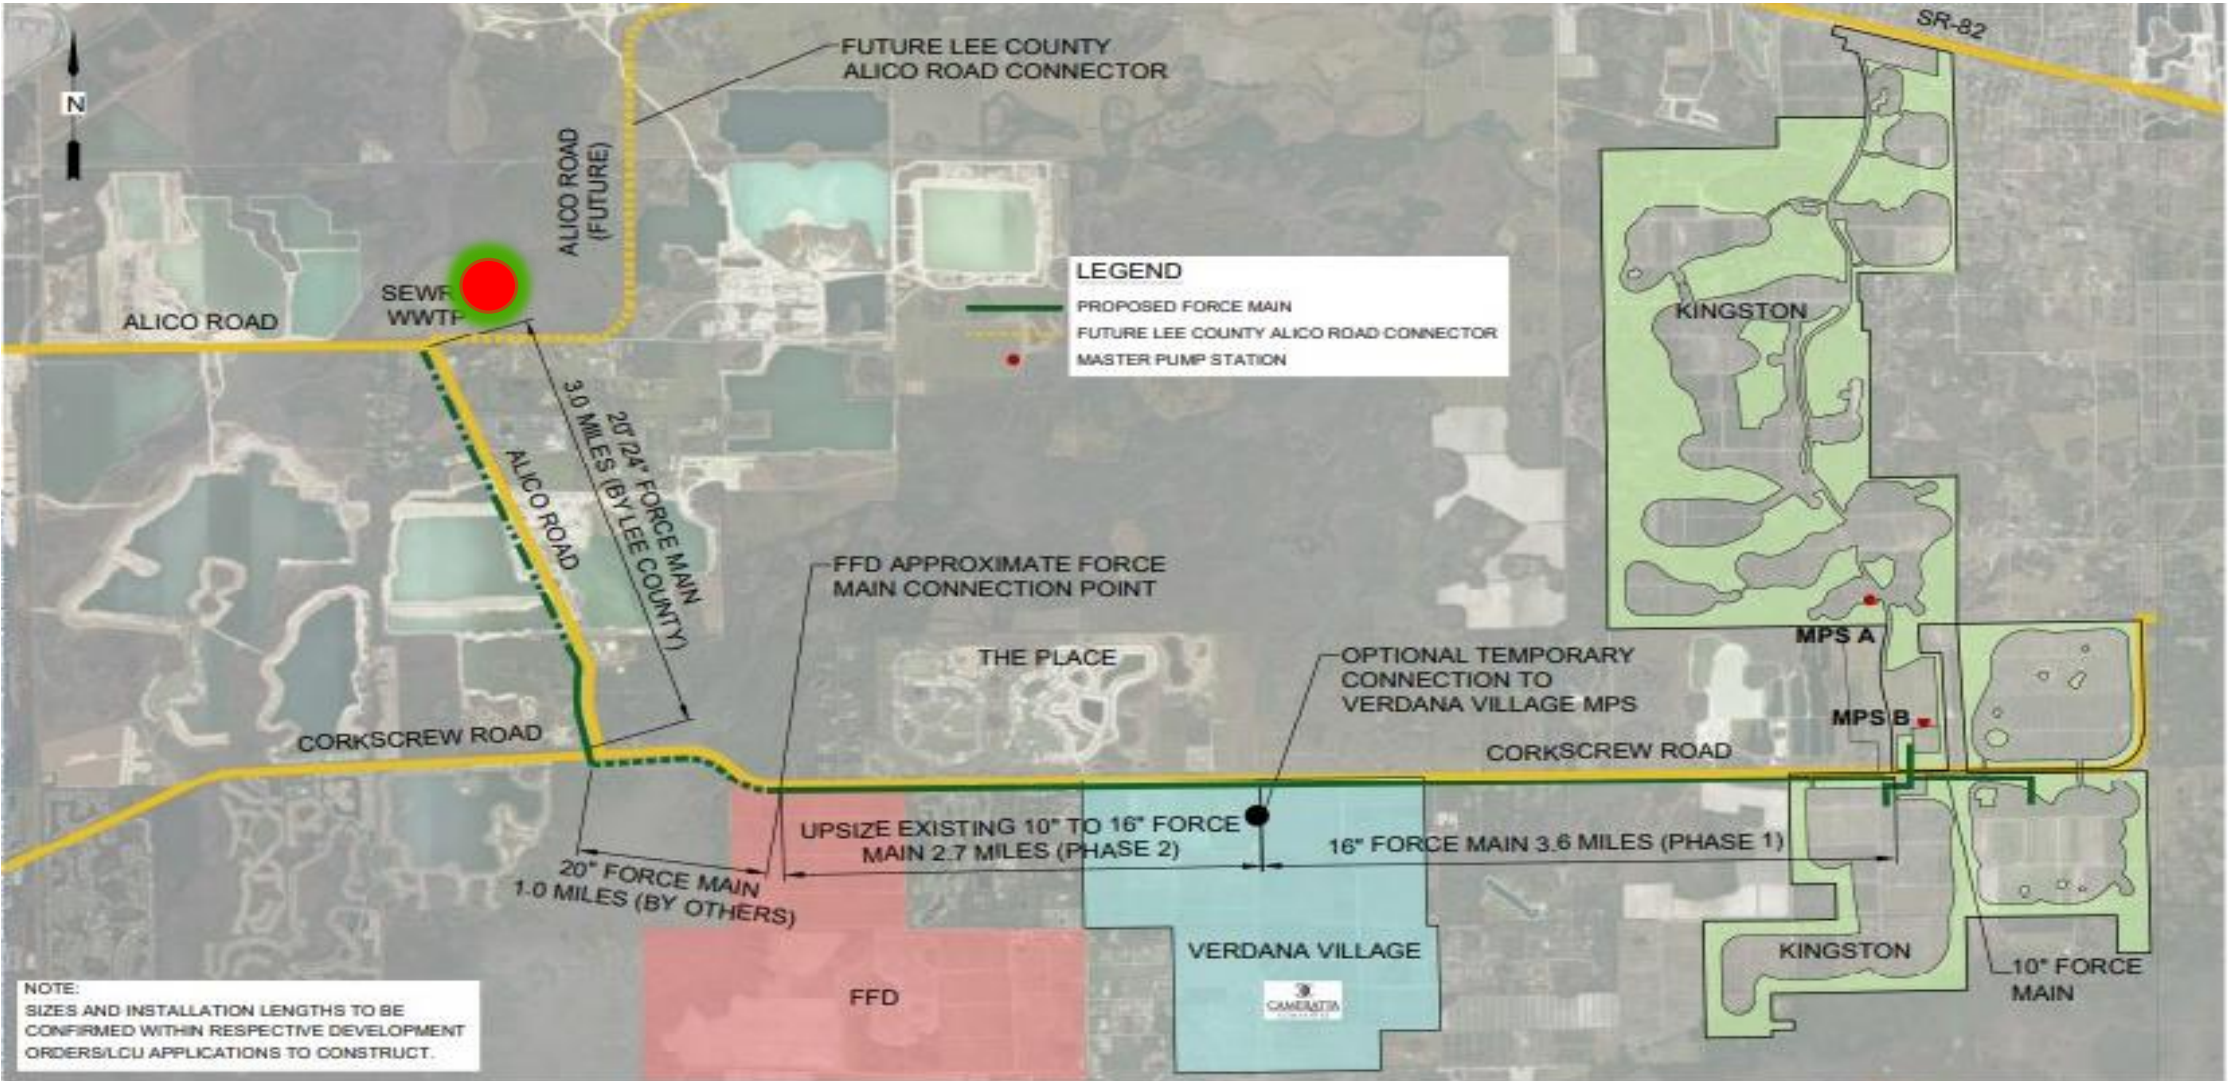 SR-82
FUTURE LEE COUNTY
ALICO ROAD CONNECTOR
N
ALICO ROAD
(FUTURE)
SEWR
WWTP
ALICO ROAD
LEGEND
PROPOSED FORCE MAIN
FUTURE LEE COUNTY ALICO ROAD CONNECTOR
MASTER PUMP STATION
KINGSTON
20"/24" FORCE MAIN
3.0 MILES (BY LEE COUNTY)
ALICO ROAD
FFD APPROXIMATE FORCE
MAIN CONNECTION POINT
THE PLACE
OPTIONAL TEMPORARY
CONNECTION TO
VERDANA VILLAGE MPS
MPS A
MPS B
CORKSCREW ROAD
CORKSCREW ROAD
UPSIZE EXISTING 10" TO 16" FORCE
MAIN 2.7 MILES (PHASE 2)
16" FORCE MAIN 3.6 MILES (PHASE 1)
20" FORCE MAIN
1.0 MILES (BY OTHERS)
VERDANA VILLAGE
CAMERATTA
KINGSTON
10" FORCE
MAIN
FFD
NOTE:
SIZES AND INSTALLATION LENGTHS TO BE
CONFIRMED WITHIN RESPECTIVE DEVELOPMENT
ORDERS/LCU APPLICATIONS TO CONSTRUCT.